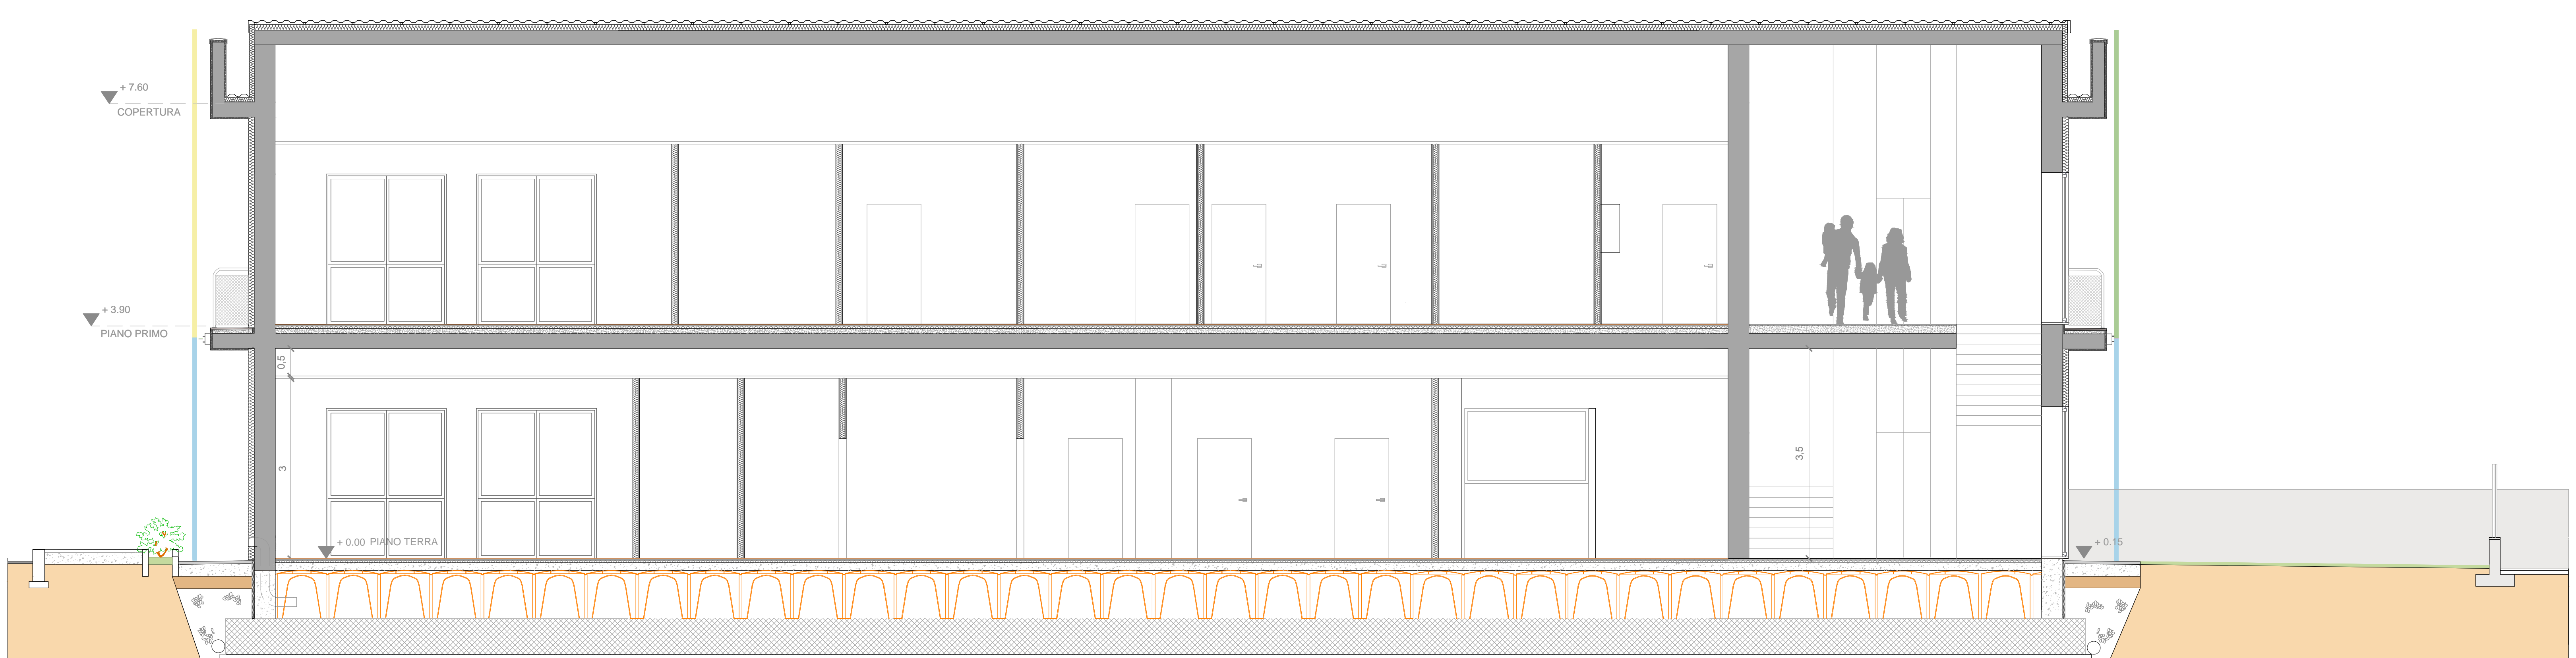 + 7.60
COPERTURA
+ 3.90
PIANO PRIMO
0,5
3
3,5
+ 0.00 PIANO TERRA
+ 0.15